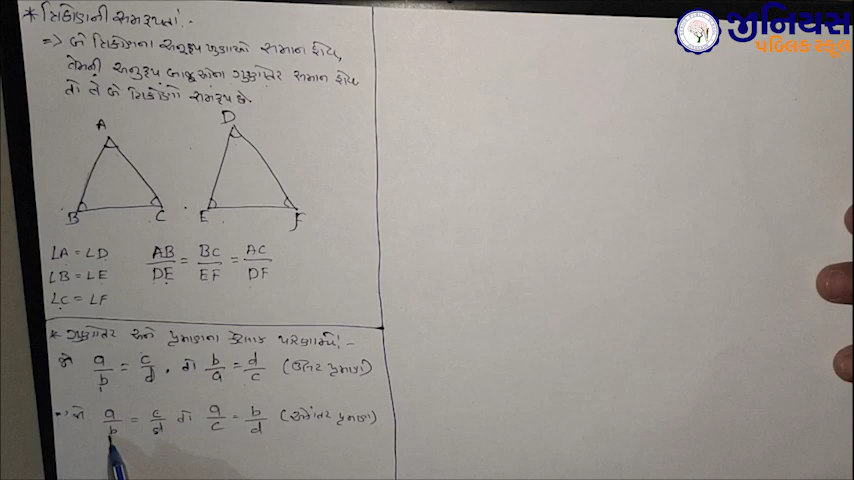 * ત્રિકોણની સમરૂપતા :-
=> બે ત્રિકોણના અનુરૂપ ખૂણાઓ સમાન હોય,
તેમની અનુરૂપ બાજુઓના ગુણોત્તર સમાન હોય
તો તે બે ત્રિકોણો સમરૂપ છે.
A D
B C E F
∠A = ∠D
∠B = ∠E
∠C = ∠F
AB/DE = BC/EF = AC/DF
* ગુણોત્તર અને પ્રમાણના કેટલાક પરિણામો :-
જો a/b = c/d, તો b/a = d/c (વ્યસ્ત પ્રમાણ)
જો a/b = c/d તો a/c = b/d (એકાંતર પ્રમાણ)
જીનિયસ
પબ્લિક સ્કૂલ